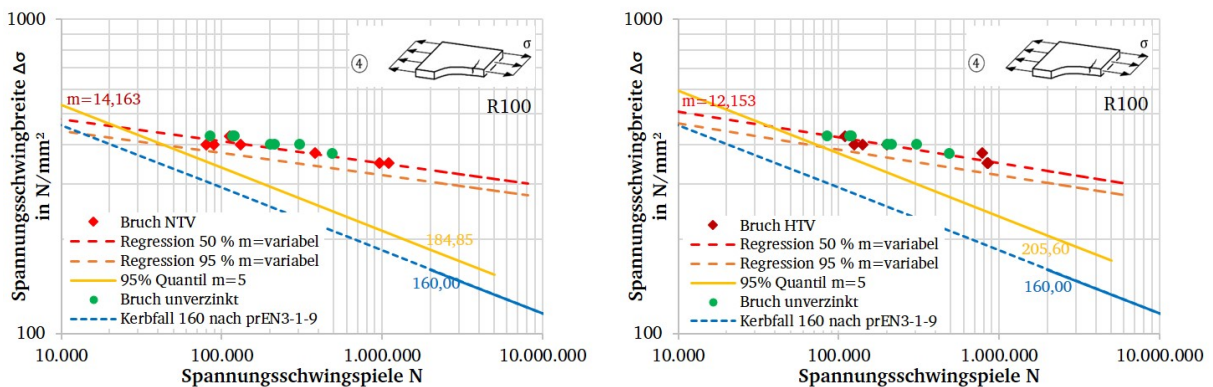 1000
④
σ
R100
m=14,163
Spannungsschwingbreite Δσ
in N/mm²
Bruch NTV
Regression 50 % m=variabel
Regression 95 % m=variabel
95% Quantil m=5
Bruch unverzinkt
Kerbfall 160 nach prEN3-1-9
184,85
160,00
100
10.000
100.000
1.000.000
10.000.000
Spannungsschwingspiele N
1000
④
σ
R100
m=12,153
Spannungsschwingbreite Δσ
in N/mm²
Bruch HTV
Regression 50 % m=variabel
Regression 95 % m=variabel
95% Quantil m=5
Bruch unverzinkt
Kerbfall 160 nach prEN3-1-9
205,60
160,00
100
10.000
100.000
1.000.000
10.000.000
Spannungsschwingspiele N